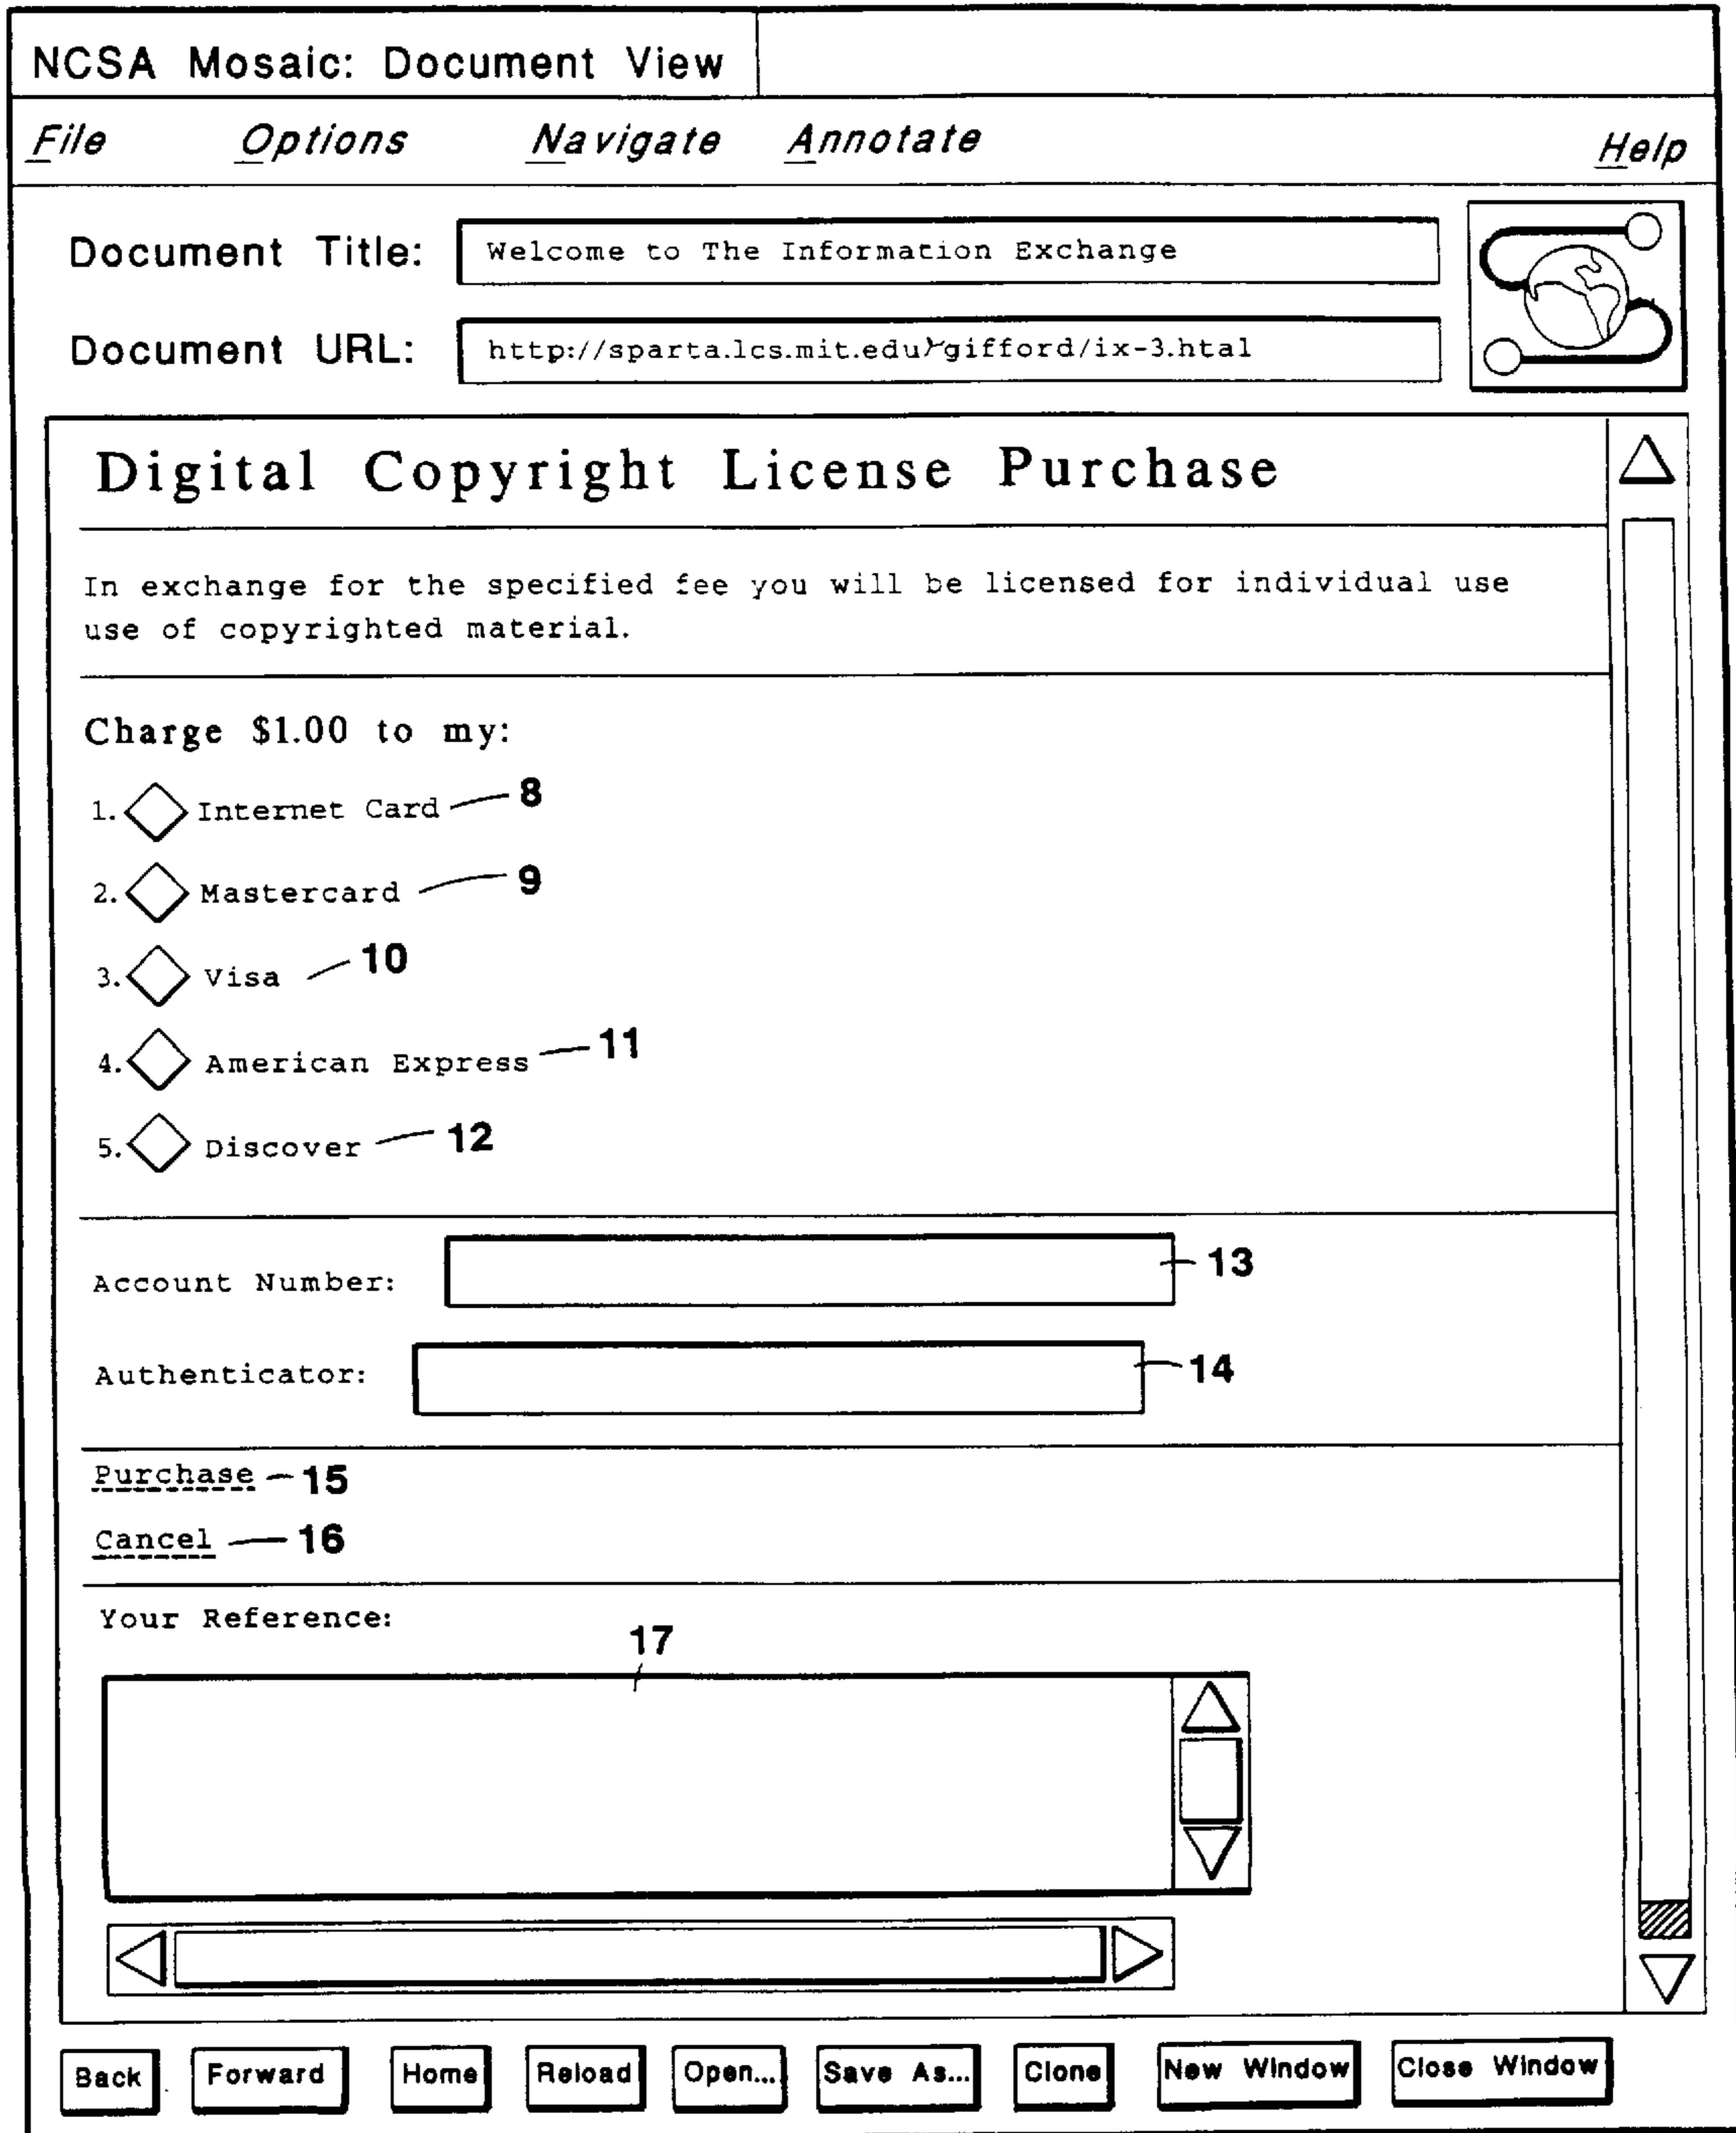 NCSA Mosaic: Document View
File Options Navigate Annotate Help
Document Title: Welcome to The Information Exchange
Document URL: http://sparta.lcs.mit.edu/~gifford/ix-3.htal
Digital Copyright License Purchase
In exchange for the specified fee you will be licensed for individual use
use of copyrighted material.
Charge $1.00 to my:
1. Internet Card 8
2. Mastercard 9
3. Visa 10
4. American Express 11
5. Discover 12
Account Number: 13
Authenticator: 14
Purchase 15
Cancel 16
Your Reference:
17
Back Forward Home Reload Open... Save As... Clone New Window Close Window